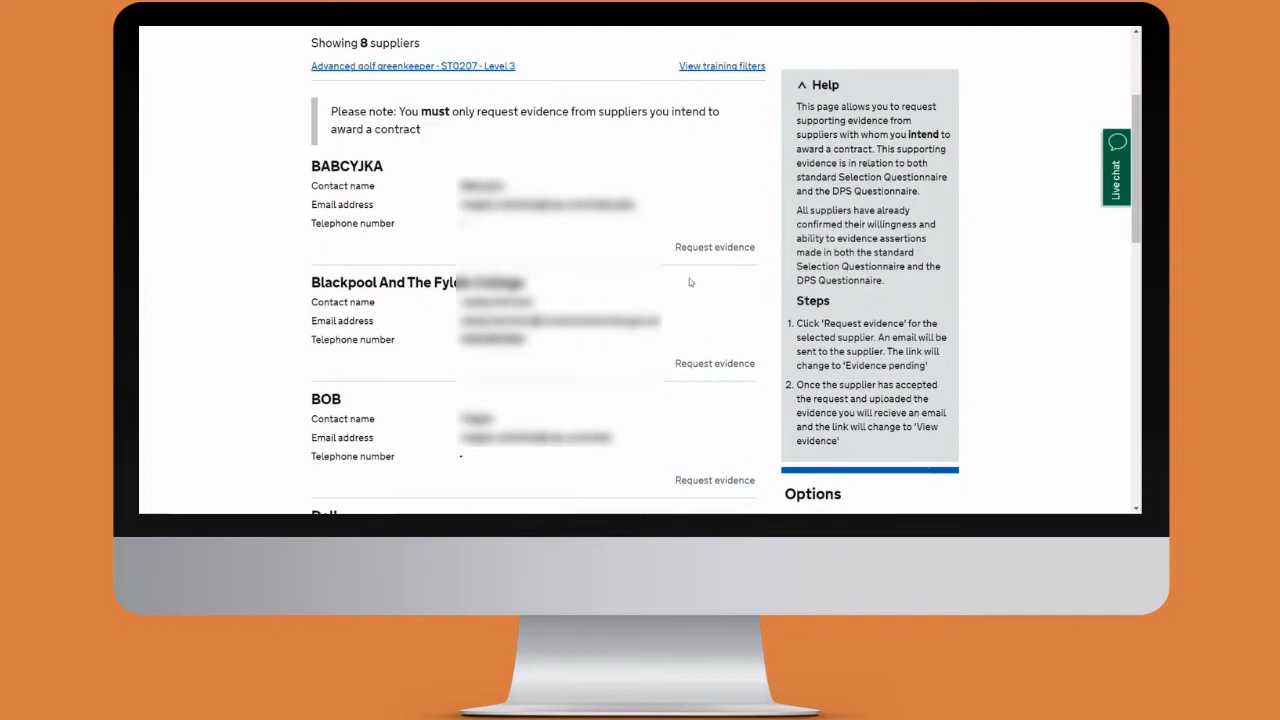 Showing 8 suppliers
Advanced golf greenkeeper - ST0207 - Level 3
View training filters
Please note: You must only request evidence from suppliers you intend to
award a contract
BABCYJKA
Contact name
Email address
Telephone number
Request evidence
Blackpool And The Fylde College
Contact name
Email address
Telephone number
Request evidence
BOB
Contact name
Email address
Telephone number -
Request evidence
Help
This page allows you to request
supporting evidence from
suppliers with whom you intend to
award a contract. This supporting
evidence is in relation to both
standard Selection Questionnaire
and the DPS Questionnaire.
All suppliers have already
confirmed their willingness and
ability to evidence assertions
made in both the standard
Selection Questionnaire and the
DPS Questionnaire.
Steps
1. Click 'Request evidence' for the
selected supplier. An email will be
sent to the supplier. The link will
change to 'Evidence pending'
2. Once the supplier has accepted
the request and uploaded the
evidence you will recieve an email
and the link will change to 'View
evidence'
Options
Live chat